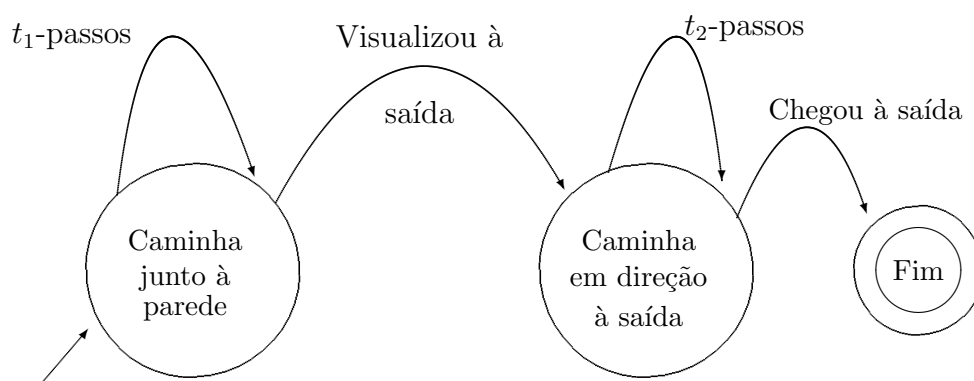 t₁-passos
Visualizou à
saída
t₂-passos
Chegou à saída
Caminha
junto à
parede
Caminha
em direção
à saída
Fim